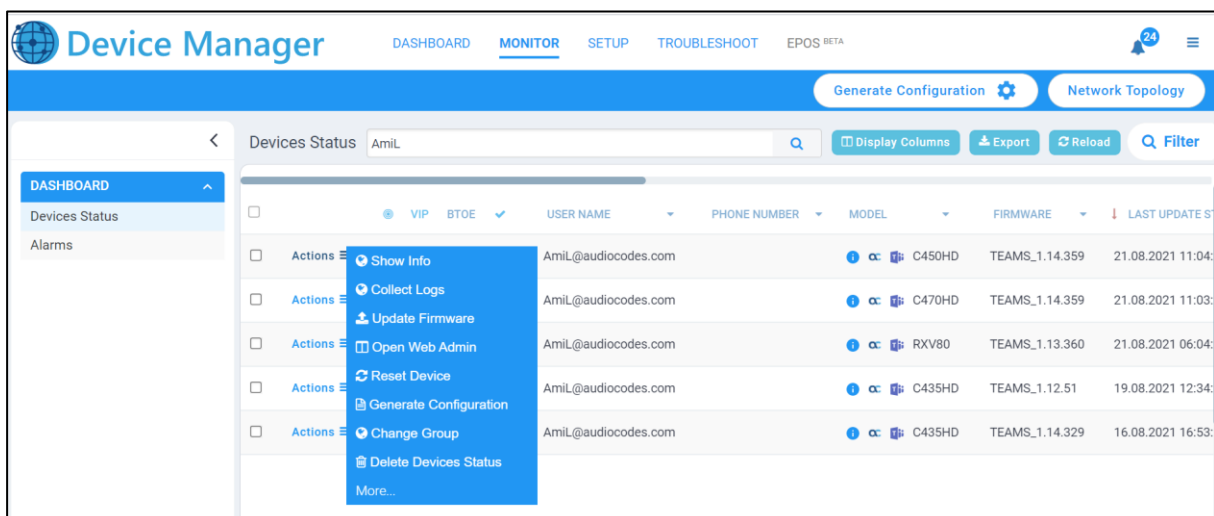 Device Manager
DASHBOARD MONITOR SETUP TROUBLESHOOT EPOS BETA
24
Generate Configuration
Network Topology
Devices Status AmiL Display Columns Export Reload Filter
DASHBOARD
Devices Status
Alarms
VIP BTOE USER NAME PHONE NUMBER MODEL FIRMWARE LAST UPDATE ST
Actions AmiL@audiocodes.com C450HD TEAMS_1.14.359 21.08.2021 11:04:
Actions AmiL@audiocodes.com C470HD TEAMS_1.14.359 21.08.2021 11:03:
Actions AmiL@audiocodes.com RXV80 TEAMS_1.13.360 21.08.2021 06:04:
Actions AmiL@audiocodes.com C435HD TEAMS_1.12.51 19.08.2021 12:34:
Actions AmiL@audiocodes.com C435HD TEAMS_1.14.329 16.08.2021 16:53:
Show Info
Collect Logs
Update Firmware
Open Web Admin
Reset Device
Generate Configuration
Change Group
Delete Devices Status
More...